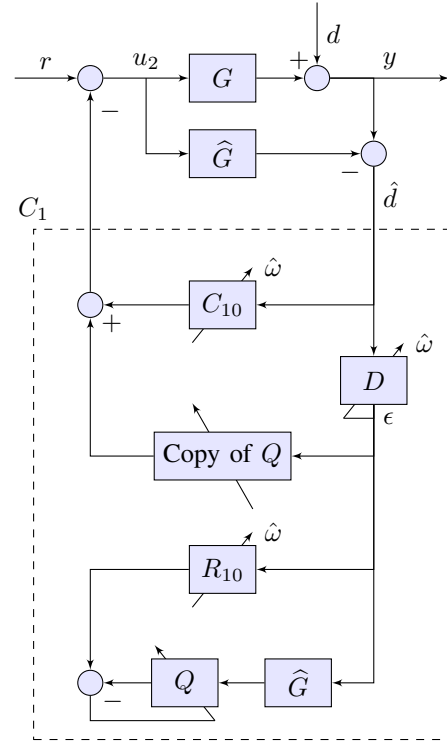 d
r
u₂
G
+
y
−
Ĝ
−
d̂
C₁
ω̂
C₁₀
+
ω̂
D
ϵ
Copy of Q
ω̂
R₁₀
Q
Ĝ
−